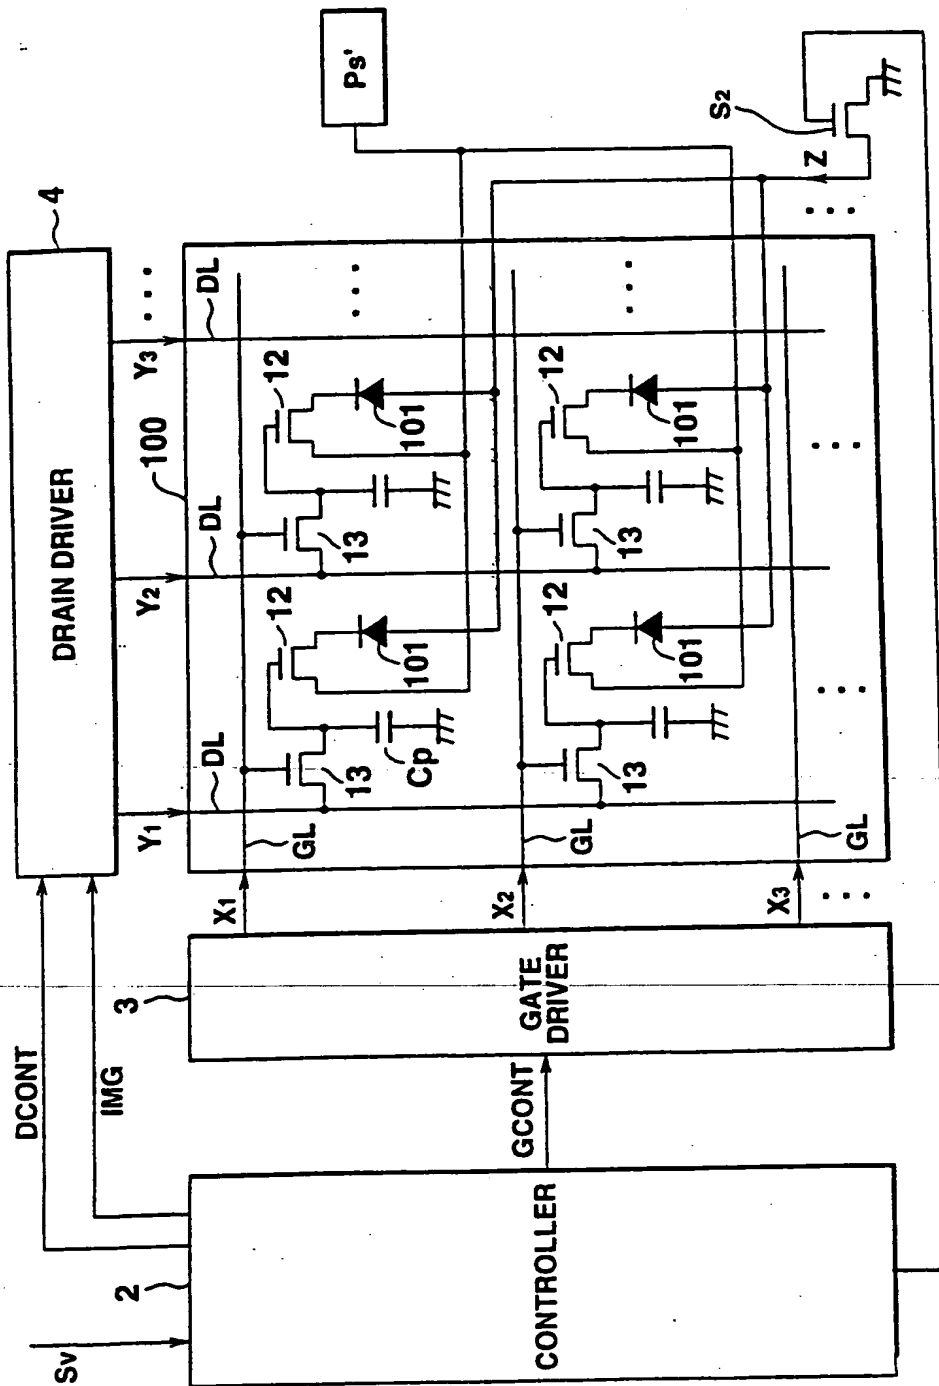 Sv
DCONT
IMG
2
CONTROLLER
GCONT
3
GATE
DRIVER
X1
X2
X3
...
4
DRAIN DRIVER
Y1
Y2
Y3
...
100
DL
DL
DL
GL
GL
GL
12
12
13
13
101
101
Cp
...
12
12
13
13
101
101
...
...
...
...
Ps'
S2
Z